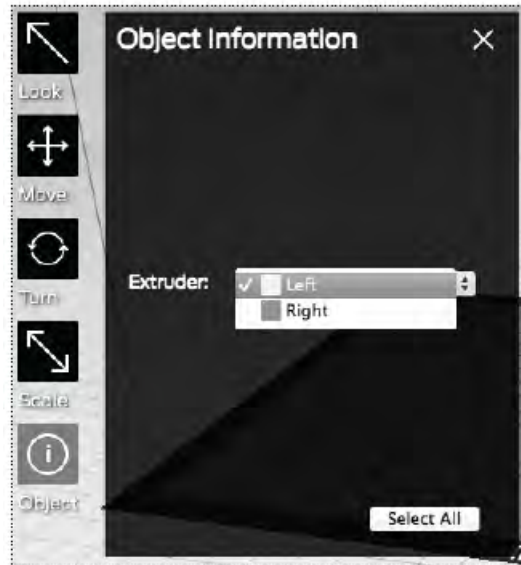 Object Information
Look
Move
Turn
Scale
Object
Extruder:
Left
Right
Select All